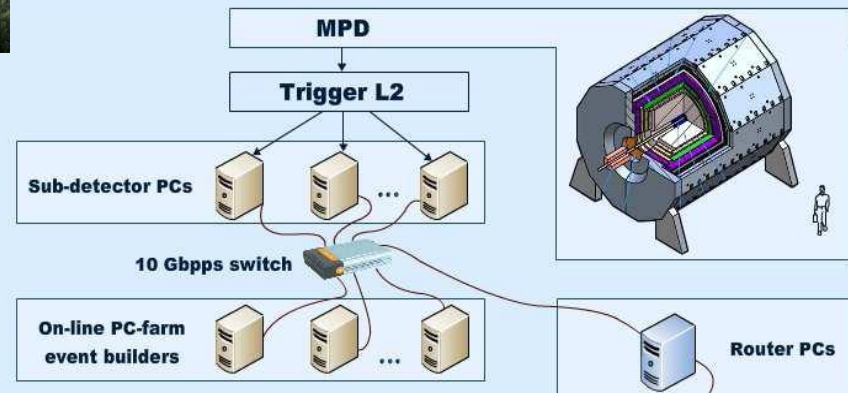 MPD
Trigger L2
Sub-detector PCs
...
10 Gbpps switch
On-line PC-farm
event builders
...
Router PCs